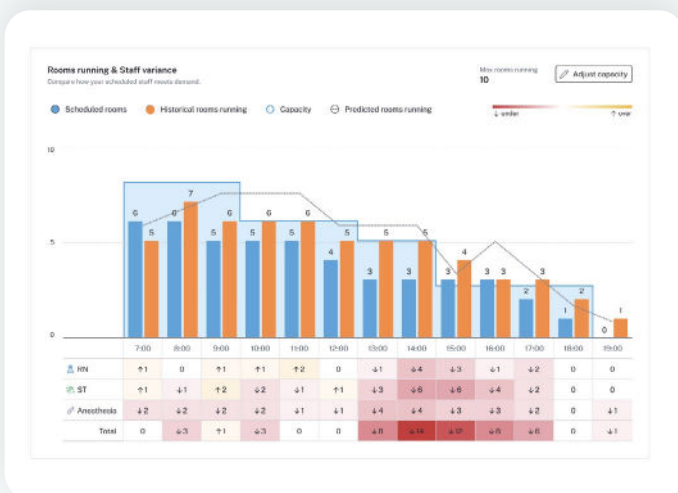 Rooms running & Staff variance
Compare how your scheduled staff meets demand.
Max rooms running
10
Adjust capacity
Scheduled rooms Historical rooms running Capacity Predicted rooms running
↓ under ↑ over
10
5
0
6 5 6 7 5 6 5 6 5 6 4 5 3 5 3 5 3 4 3 3 2 3 1 2 0 1
7:00 8:00 9:00 10:00 11:00 12:00 13:00 14:00 15:00 16:00 17:00 18:00 19:00
RN ↑1 0 ↑1 ↑1 ↑2 0 ↓1 ↓4 ↓3 ↓1 ↓2 0 0
ST ↑1 ↓1 ↑2 ↓2 ↓1 ↑1 ↓3 ↓6 ↓6 ↓4 ↓2 0 0
Anesthesia ↓2 ↓2 ↓2 ↓2 ↓1 ↓1 ↓4 ↓4 ↓3 ↓3 ↓2 0 ↓1
Total 0 ↓3 ↑1 ↓3 0 0 ↓8 ↓14 ↓12 ↓8 ↓6 0 ↓1